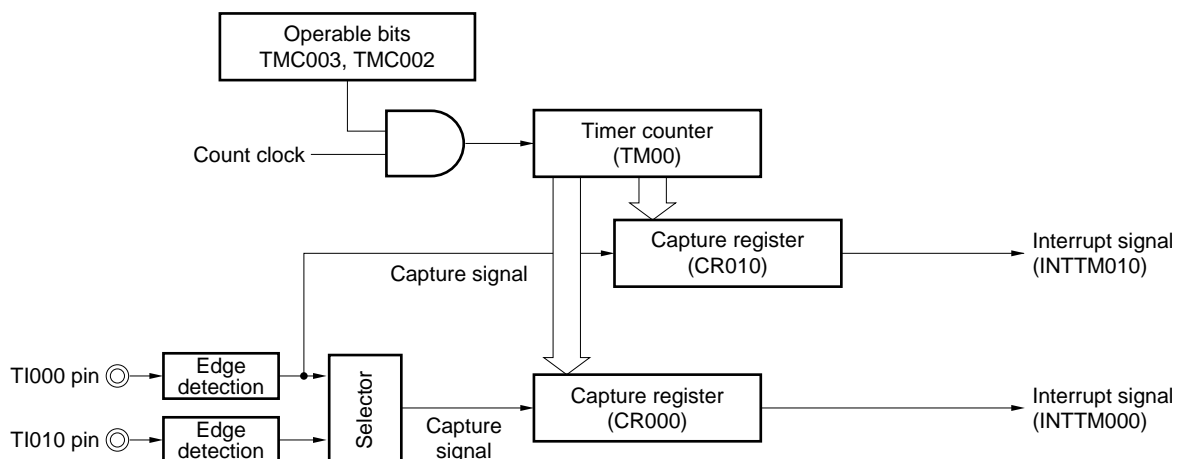 Operable bits
TMC003, TMC002
Count clock
Timer counter
(TM00)
Capture register
(CR010)
Interrupt signal
(INTTM010)
Capture signal
TI000 pin
Edge
detection
Selector
Capture register
(CR000)
Interrupt signal
(INTTM000)
TI010 pin
Edge
detection
Capture
signal